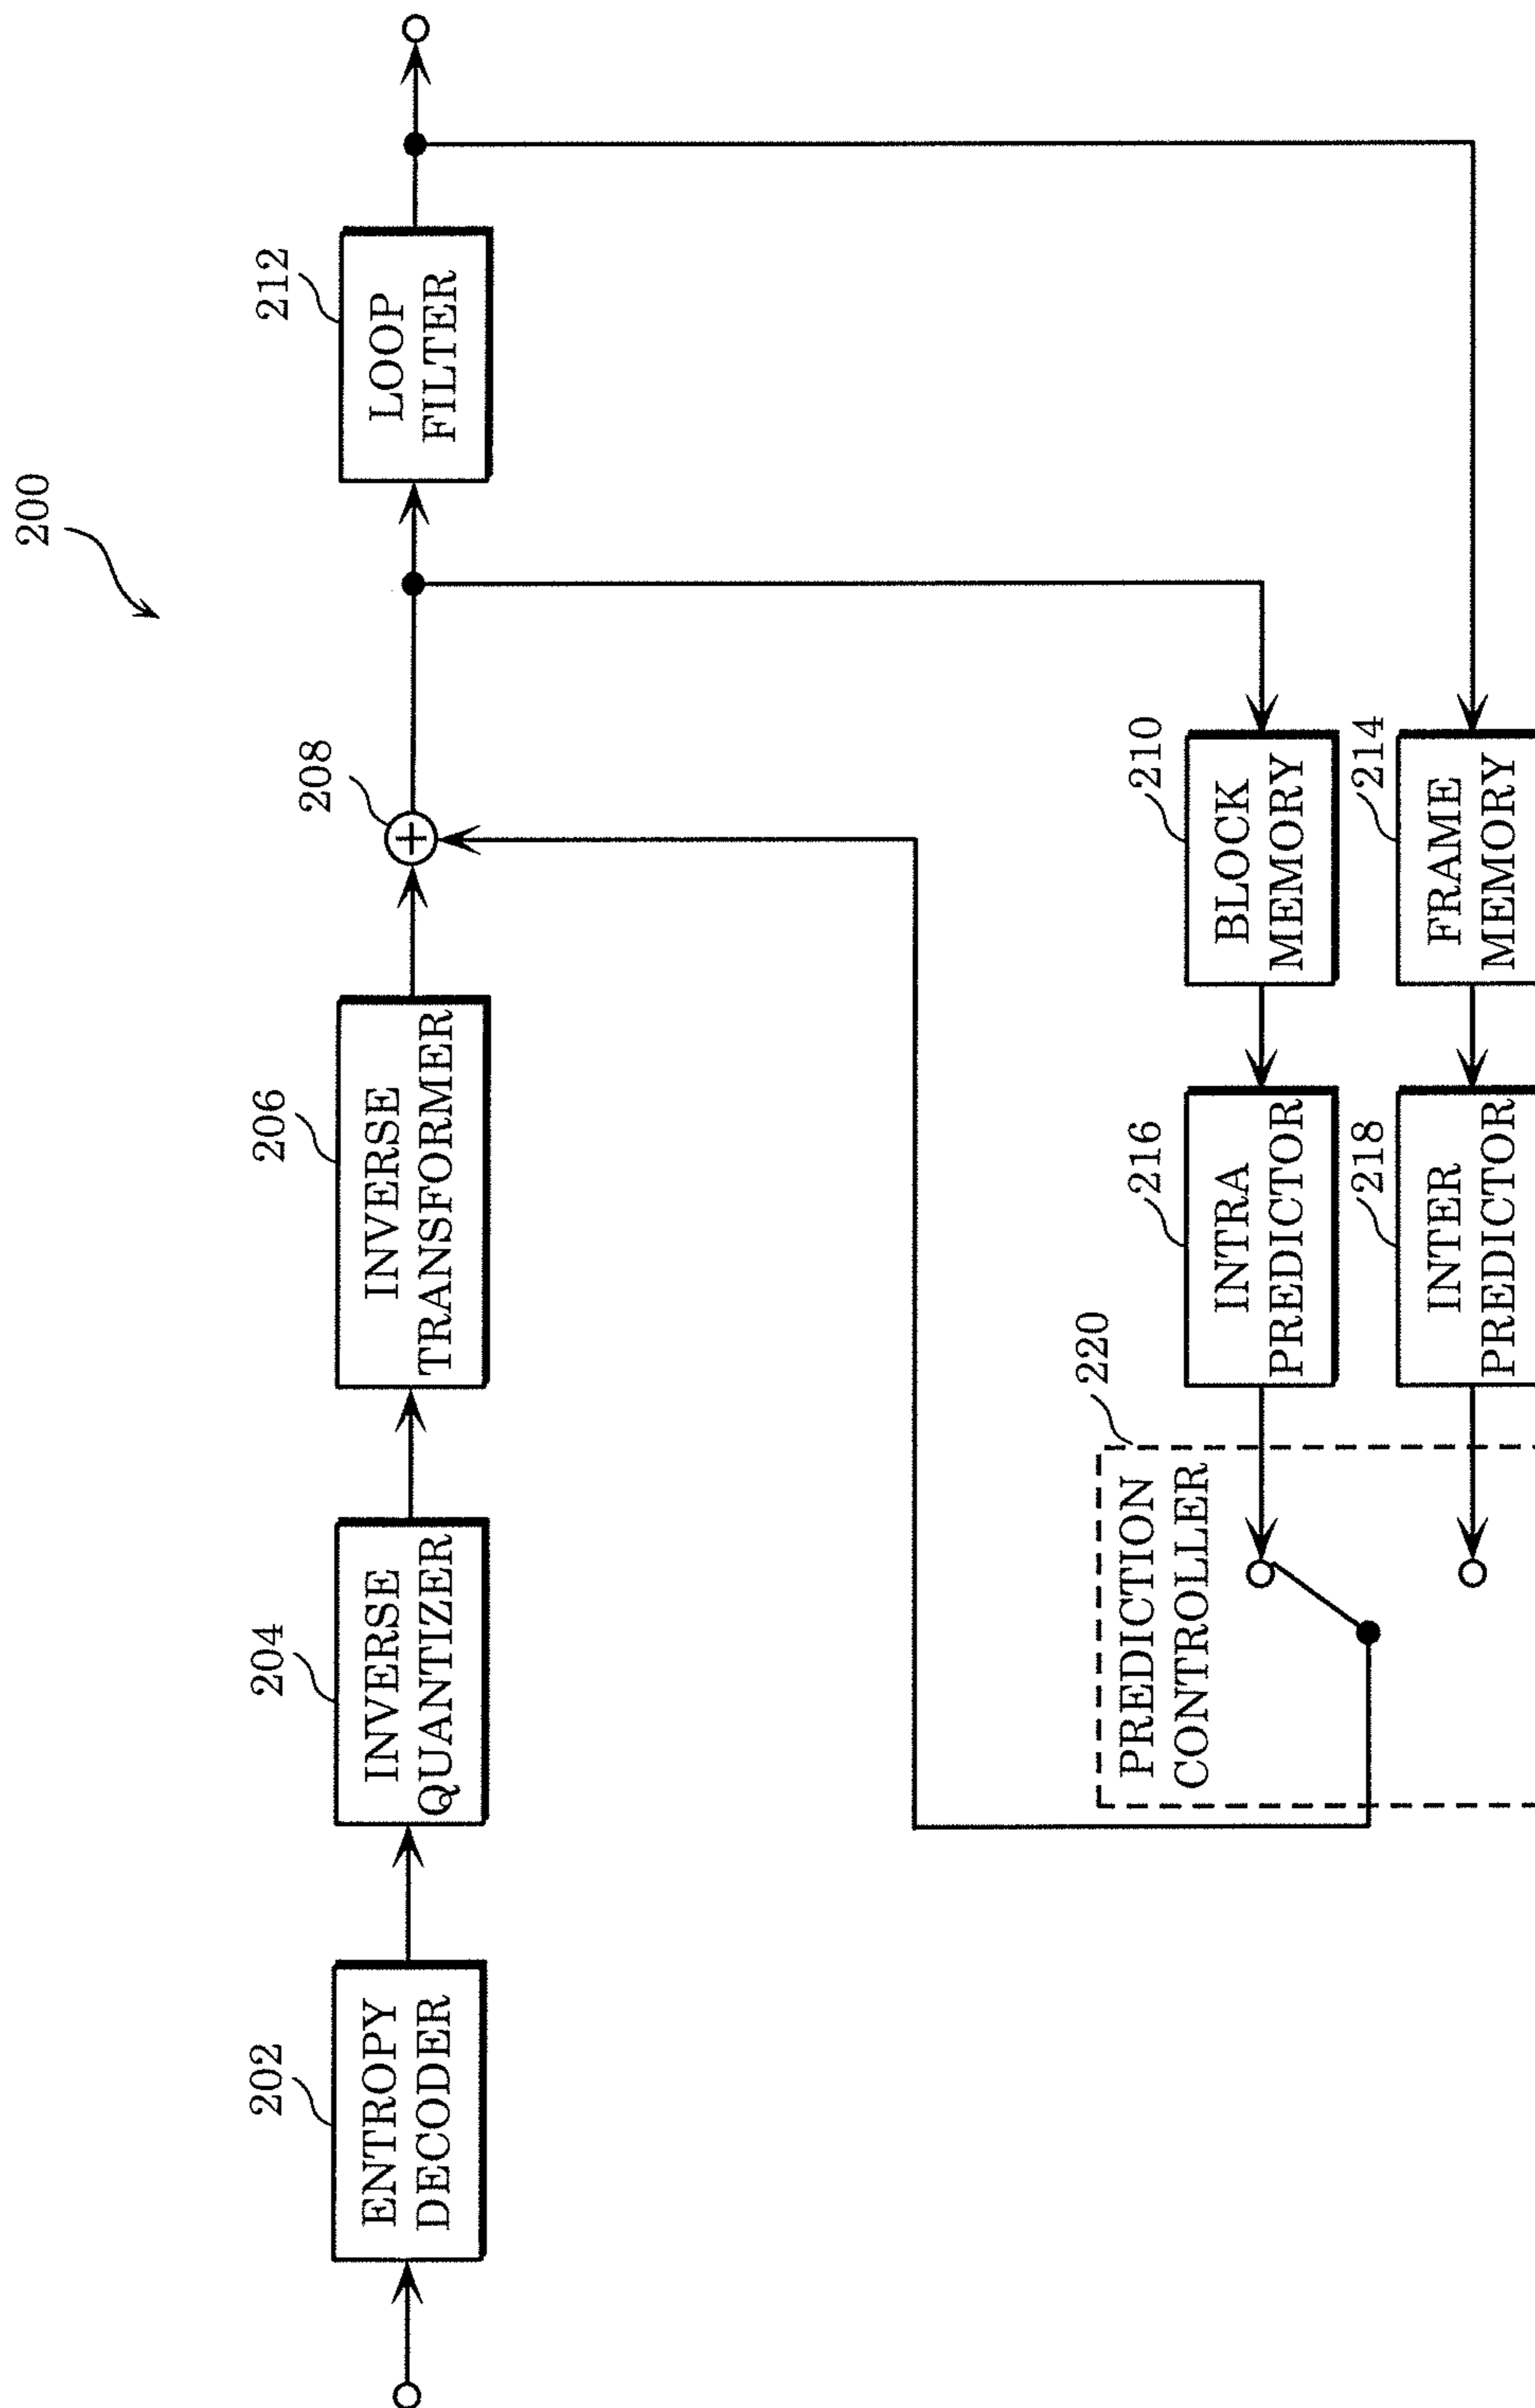 200
202
ENTROPY
DECODER
204
INVERSE
QUANTIZER
206
INVERSE
TRANSFORMER
208
+
212
LOOP
FILTER
220
PREDICTION
CONTROLLER
216
INTRA
PREDICTOR
210
BLOCK
MEMORY
218
INTER
PREDICTOR
214
FRAME
MEMORY